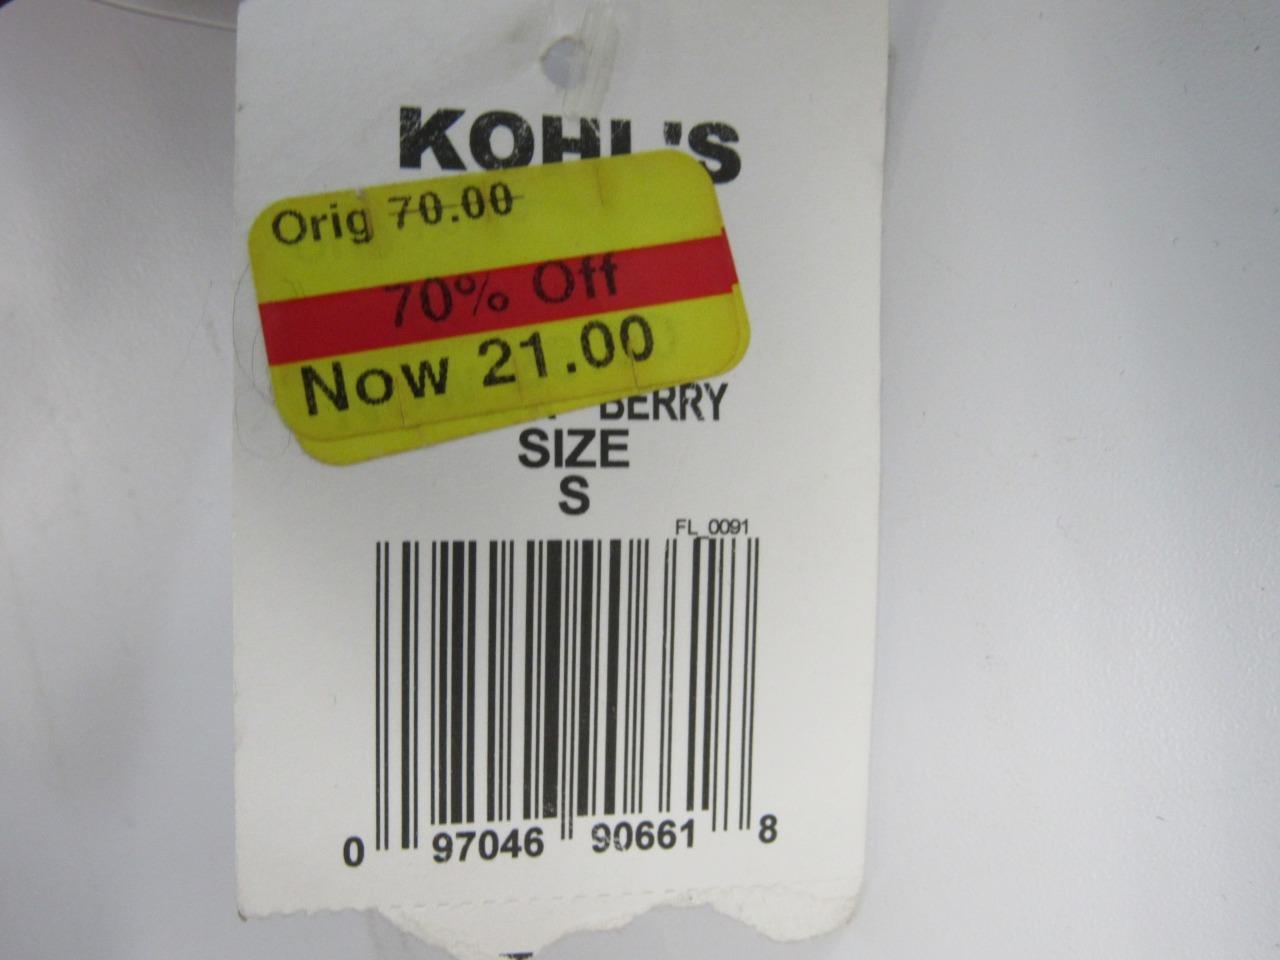 KOHL'S
Orig 70.00
70% Off
Now 21.00
BERRY
SIZE
S
FL_0091
0 97046 90661 8